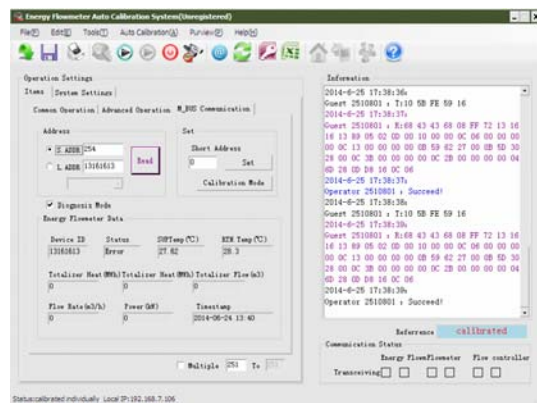 Energy Flowmeter Auto Calibration System(Unregistered)
File(F) Edit(E) Tools(T) Auto Calibration(A) Purview(P) Help(H)
Operation Settings
Items System Settings
Common Operation Advanced Operation M_BUS Communication
Address
S. ADDR 254
L. ADDR 13161613
Read
Set
Short Address
0 Set
Calibration Mode
Diagnosis Mode
Energy Flowmeter Data
Device ID Status SUPTemp(℃) RTN Temp(℃)
13161613 Error 27.62 28.3
Totalizer Heat(MWh) Totalizer Heat(MWh) Totalizer Flow(m3)
0 0 0
Flow Rate(m3/h) Power(kW) Timestamp
0 0 2014-06-24 13:40
Multiple 251 To
Information
2014-6-25 17:38:36:
Guest 2510801 : T:10 5B FE 59 16
2014-6-25 17:38:37:
Guest 2510801 : R:68 43 43 68 08 FF 72 13 16
16 13 89 05 02 0D 00 10 00 00 0C 06 00 00 00
00 0C 13 00 00 00 00 0B 59 62 27 00 0B 5D 30
28 00 0C 3B 00 00 00 00 0C 2B 00 00 00 00 04
6D 28 0D D8 16 0C 06
2014-6-25 17:38:37:
Operator 2510801 : Succeed!
2014-6-25 17:38:38:
Guest 2510801 : T:10 5B FE 59 16
2014-6-25 17:38:39:
Guest 2510801 : R:68 43 43 68 08 FF 72 13 16
16 13 89 05 02 0D 00 10 00 00 0C 06 00 00 00
00 0C 13 00 00 00 00 0B 59 62 27 00 0B 5D 30
28 00 0C 3B 00 00 00 00 0C 2B 00 00 00 00 04
6D 28 0D D8 16 0C 06
2014-6-25 17:38:39:
Operator 2510801 : Succeed!
Referrence calibrated
Communication Status
Energy Flowm Flowmeter Flow controller
Transceiving
Status:calibrated individually Local IP:192.168.7.106